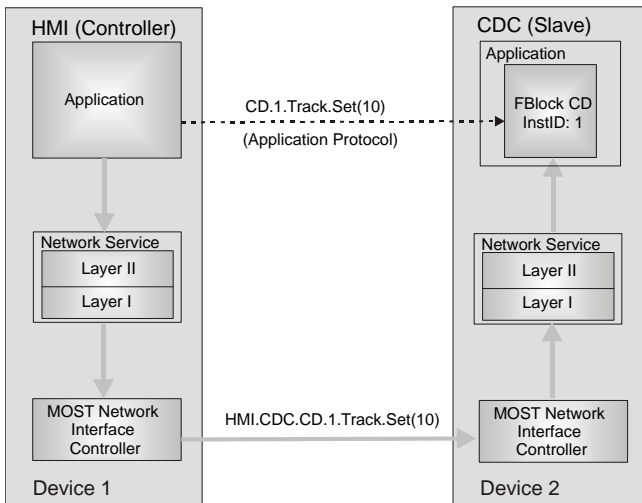 HMI (Controller)
Application
Network Service
Layer II
Layer I
MOST Network
Interface
Controller
Device 1
CD.1.Track.Set(10)
(Application Protocol)
HMI.CDC.CD.1.Track.Set(10)
CDC (Slave)
Application
FBlock CD
InstID: 1
Network Service
Layer II
Layer I
MOST Network
Interface
Controller
Device 2